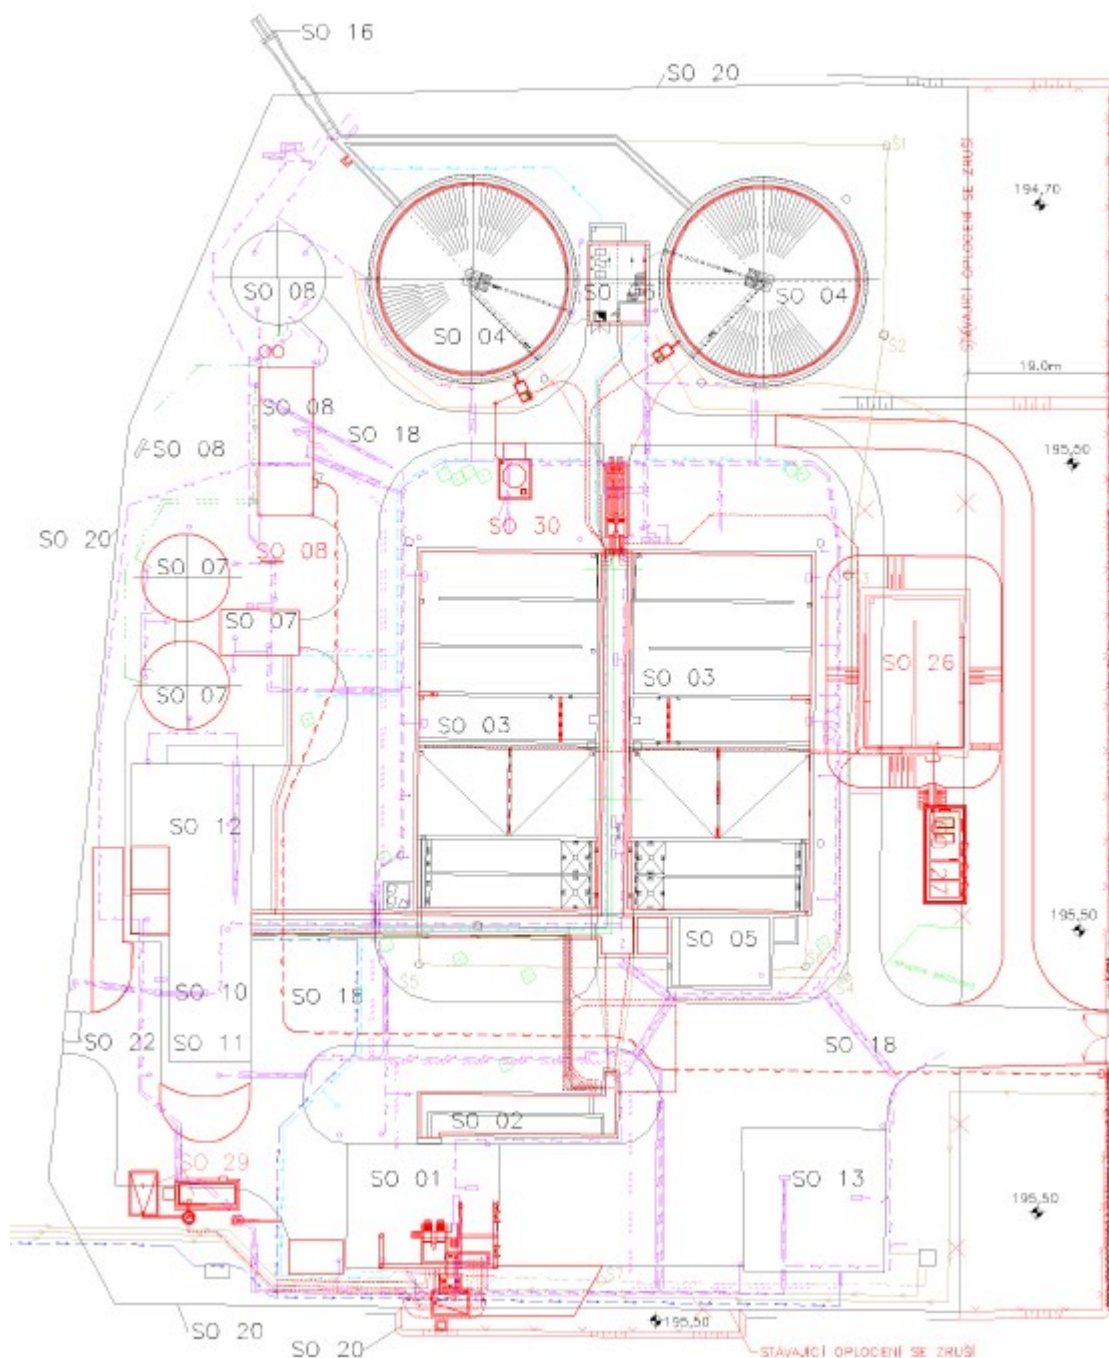 SO 16
SO 20
Š1
194,70
STÁVAJÍCÍ OPLOCENÍ SE ZRUŠÍ
SO 08
SO 04
SO 04
Š2
19.0m
SO 08
SO 18
SO 08
195,50
SO 20
SO 30
SO 08
SO 07
SO 07
SO 26
SO 03
SO 07
SO 03
SO 12
195,50
SO 05
Š5
Š4
SO 10
SO 22
SO 11
SO 18
SO 02
SO 29
SO 01
SO 13
195,50
SO 20
SO 20
195,50
STÁVAJÍCÍ OPLOCENÍ SE ZRUŠÍ